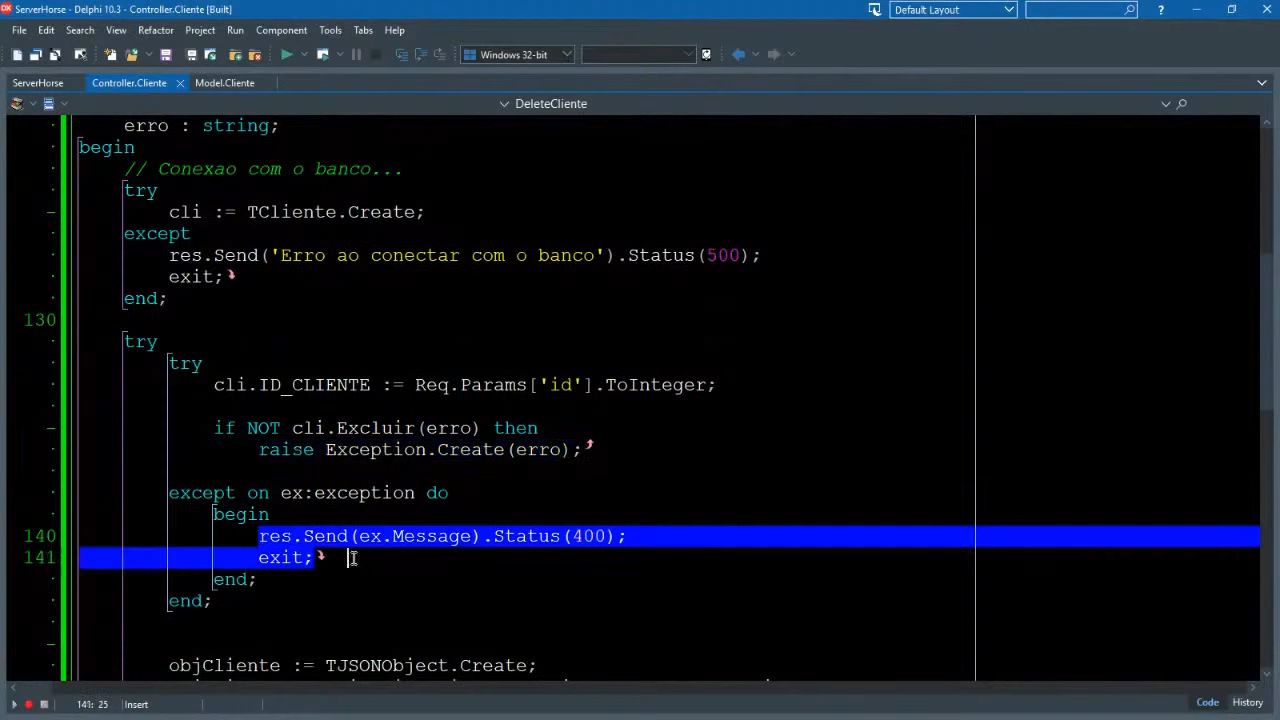 DX ServerHorse - Delphi 10.3 - Controller.Cliente [Built] Default Layout ?
File Edit Search View Refactor Project Run Component Tools Tabs Help
Windows 32-bit
ServerHorse Controller.Cliente Model.Cliente
DeleteCliente
erro : string;
begin
// Conexao com o banco...
try
cli := TCliente.Create;
except
res.Send('Erro ao conectar com o banco').Status(500);
exit;
end;
130
try
try
cli.ID_CLIENTE := Req.Params['id'].ToInteger;
if NOT cli.Excluir(erro) then
raise Exception.Create(erro);
except on ex:exception do
begin
140 res.Send(ex.Message).Status(400);
141 exit;
end;
end;
objCliente := TJSONObject.Create;
141: 25 Insert Code History